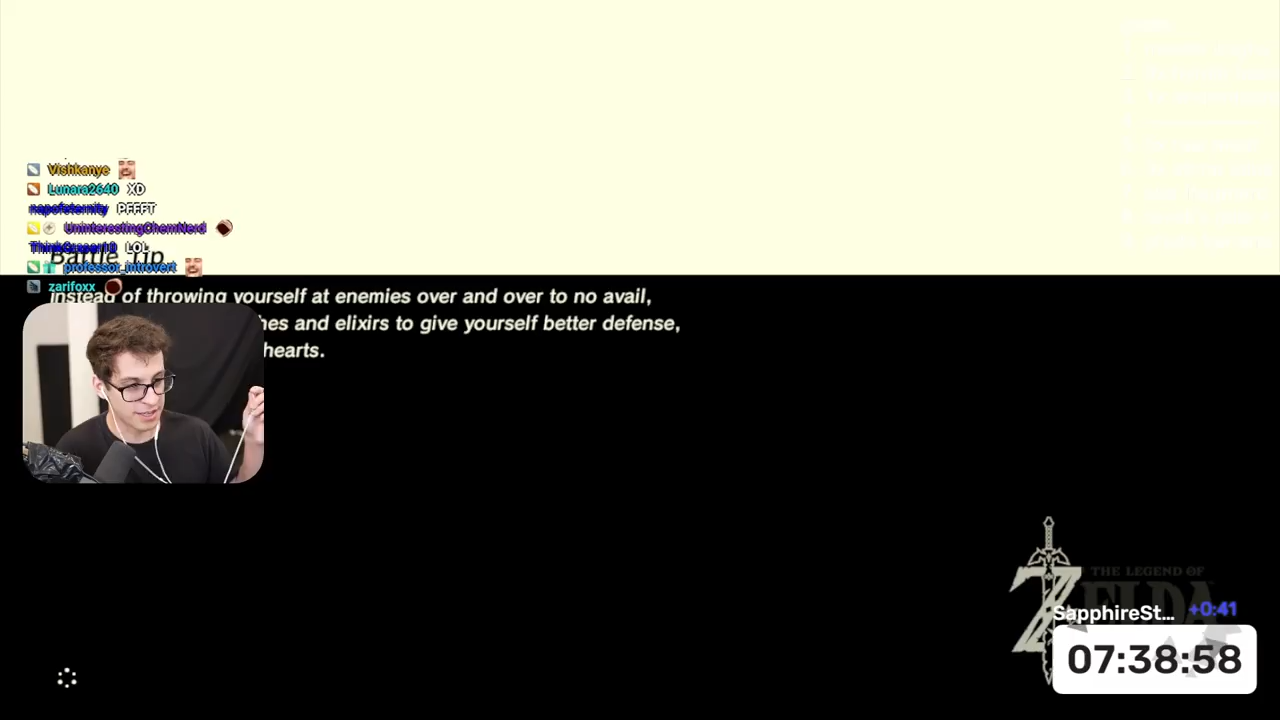 Vishkanye
Lunara2640 XD
napofeternity PFFFT
UninterestingChemNerd
LOL
Battle Tip
professor_introvert
zarifoxx
Instead of throwing yourself at enemies over and over to no avail,
hes and elixirs to give yourself better defense,
hearts.
THE LEGEND OF
ZELDA
SapphireSt... +0:41
07:38:58